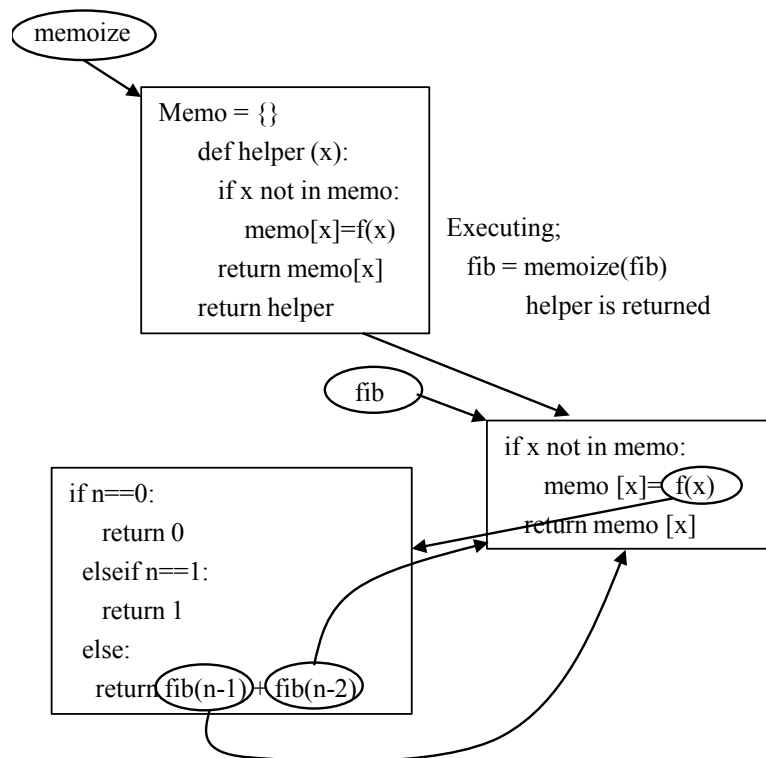 memoize
Memo = {}
def helper (x):
if x not in memo:
memo[x]=f(x)
return memo[x]
return helper
Executing;
fib = memoize(fib)
helper is returned
fib
if x not in memo:
memo [x]= f(x)
return memo [x]
if n==0:
return 0
elseif n==1:
return 1
else:
return fib(n-1) + fib(n-2)